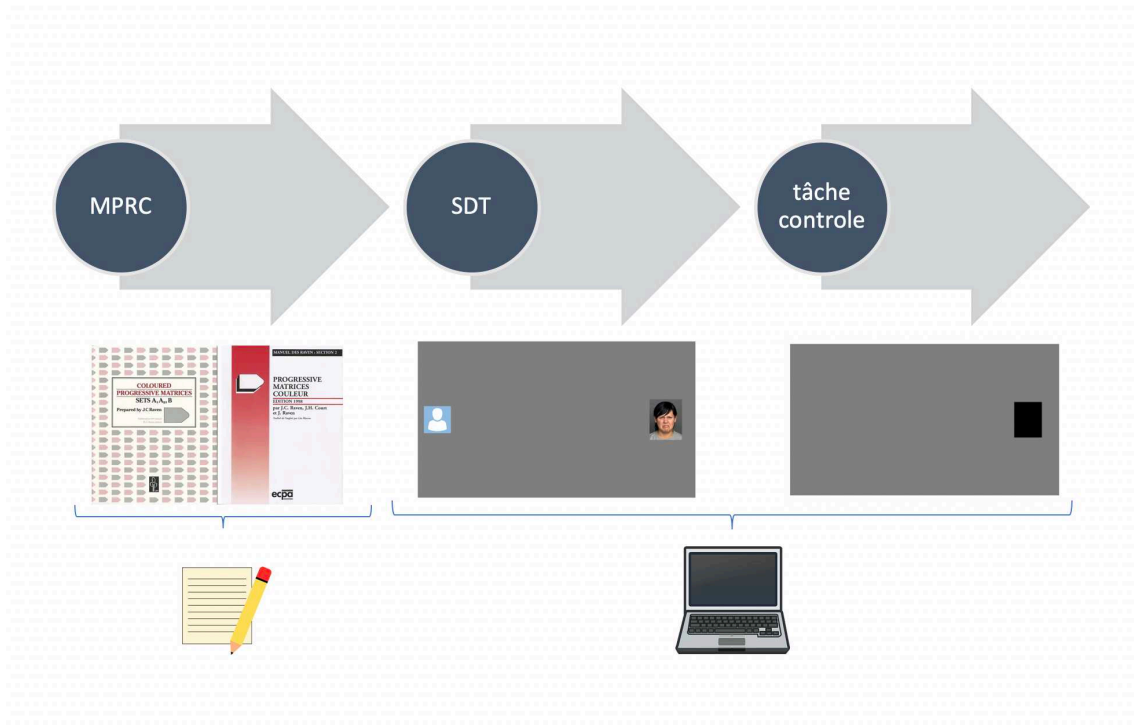 MPRC
SDT
tâche
controle
COLOURED
PROGRESSIVE MATRICES
SETS A, A_B, B
Prepared by J C Raven
MANUEL DES RAVEN - SECTION 2
PROGRESSIVE
MATRICES
COULEUR
EDITION 1998
par J.C. Raven, J.H. Court
et J. Raven
ecpa